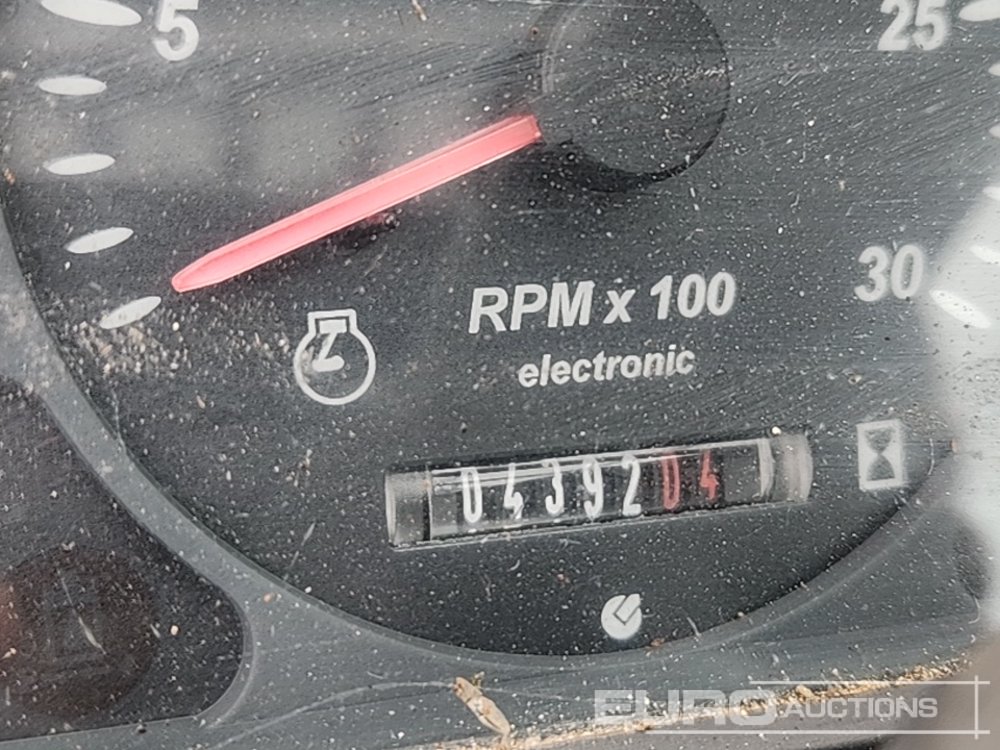 5
25
30
RPM x 100
electronic
0439204
EURO AUCTIONS